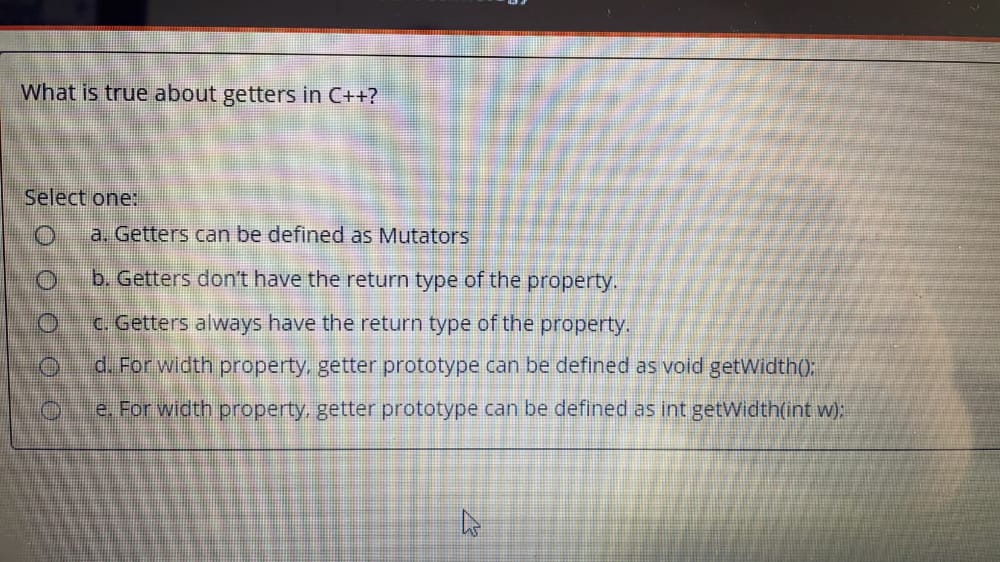 What is true about getters in C++?
Select one:
a. Getters can be defined as Mutators
b. Getters don't have the return type of the property.
c. Getters always have the return type of the property.
d. For width property, getter prototype can be defined as void getWidth();
e. For width property, getter prototype can be defined as int getWidth(int w);